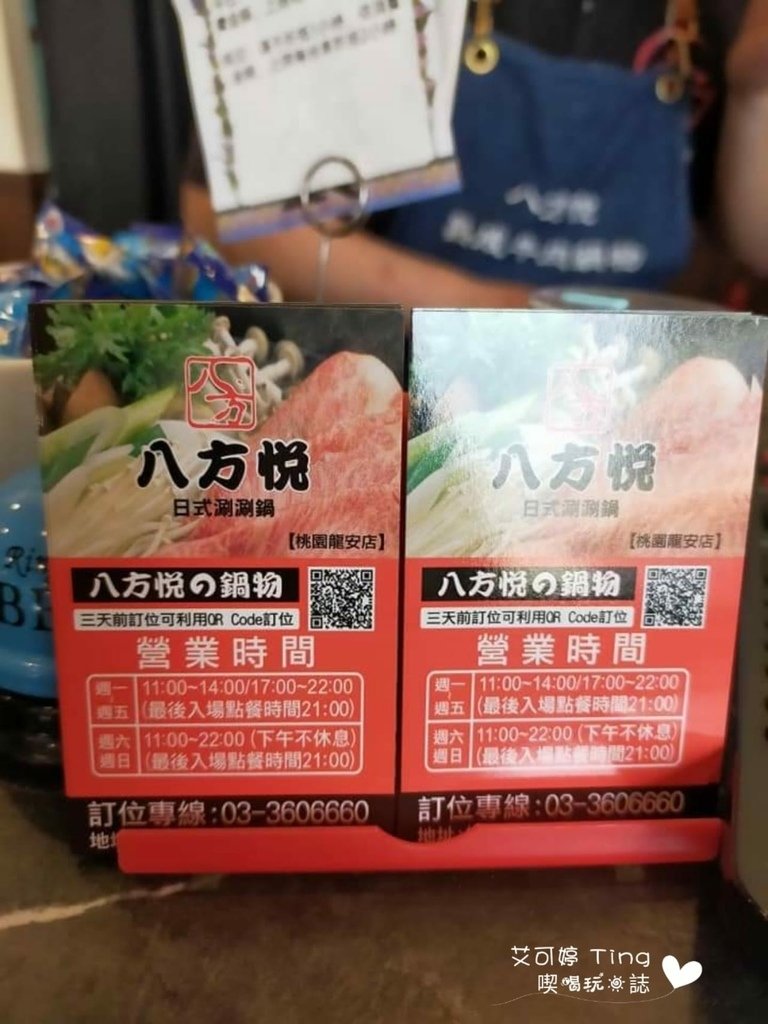 八方悅
八方
八方悅
日式涮涮鍋
【桃園龍安店】
八方悅の鍋物
三天前訂位可利用QR Code訂位
營業時間
週一
週五
11:00~14:00/17:00~22:00
(最後入場點餐時間21:00)
週六
週日
11:00~22:00 (下午不休息)
(最後入場點餐時間21:00)
訂位專線:03-3606660
地址
八方
八方悅
日式涮涮鍋
【桃園龍安店】
八方悅の鍋物
三天前訂位可利用QR Code訂位
營業時間
週一
週五
11:00~14:00/17:00~22:00
(最後入場點餐時間21:00)
週六
週日
11:00~22:00 (下午不休息)
(最後入場點餐時間21:00)
訂位專線:03-3606660
地址:
艾可婷 Ting
喫喝玩樂誌